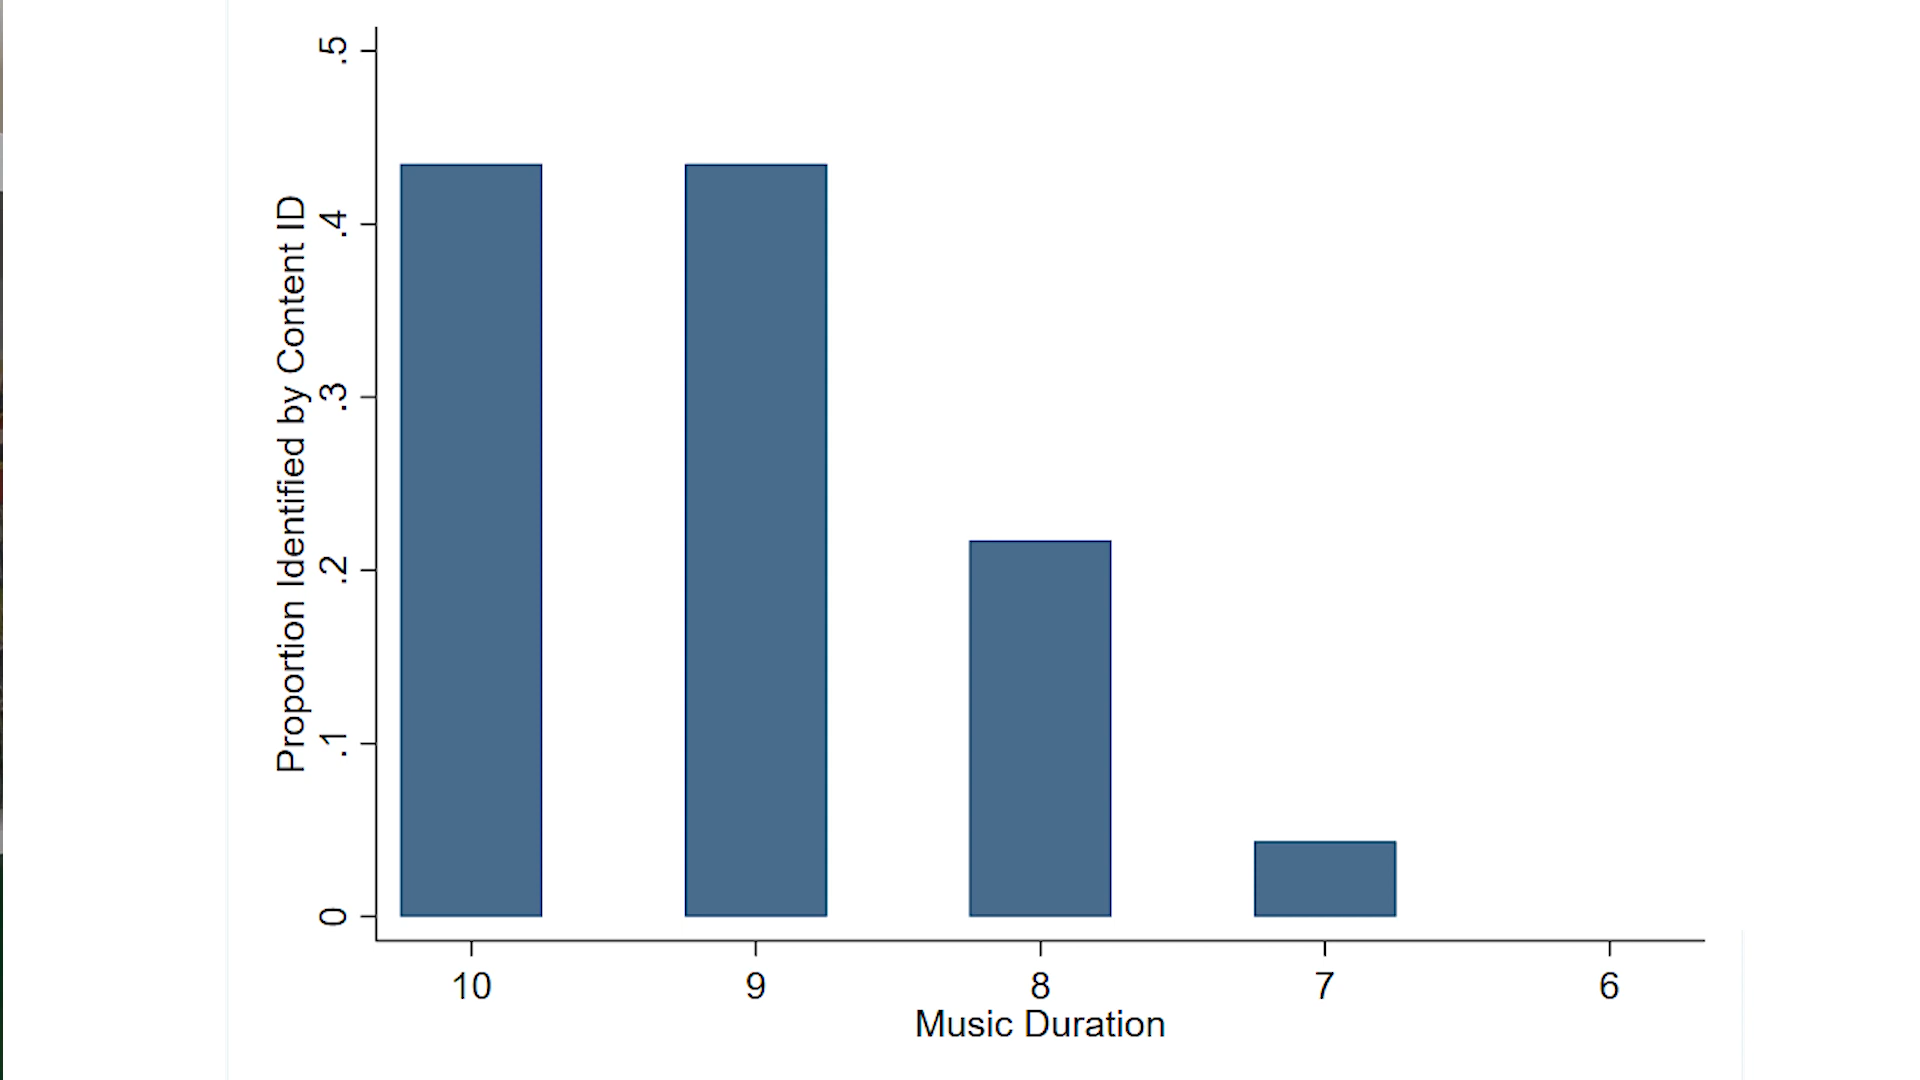 Proportion Identified by Content ID
.5
.4
.3
.2
.1
0
10 9 8 7 6
Music Duration